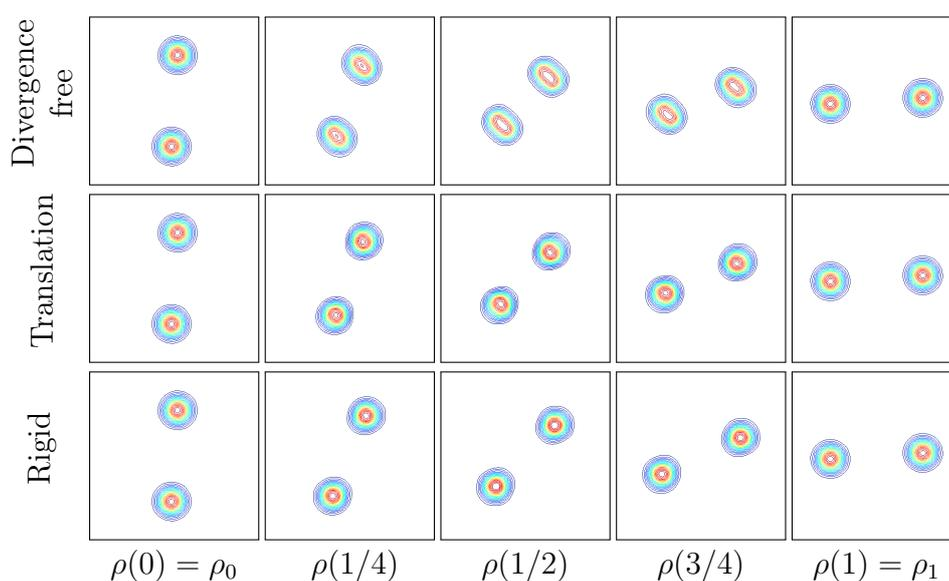 Divergence
free
Translation
Rigid
ρ(0) = ρ₀ ρ(1/4) ρ(1/2) ρ(3/4) ρ(1) = ρ₁